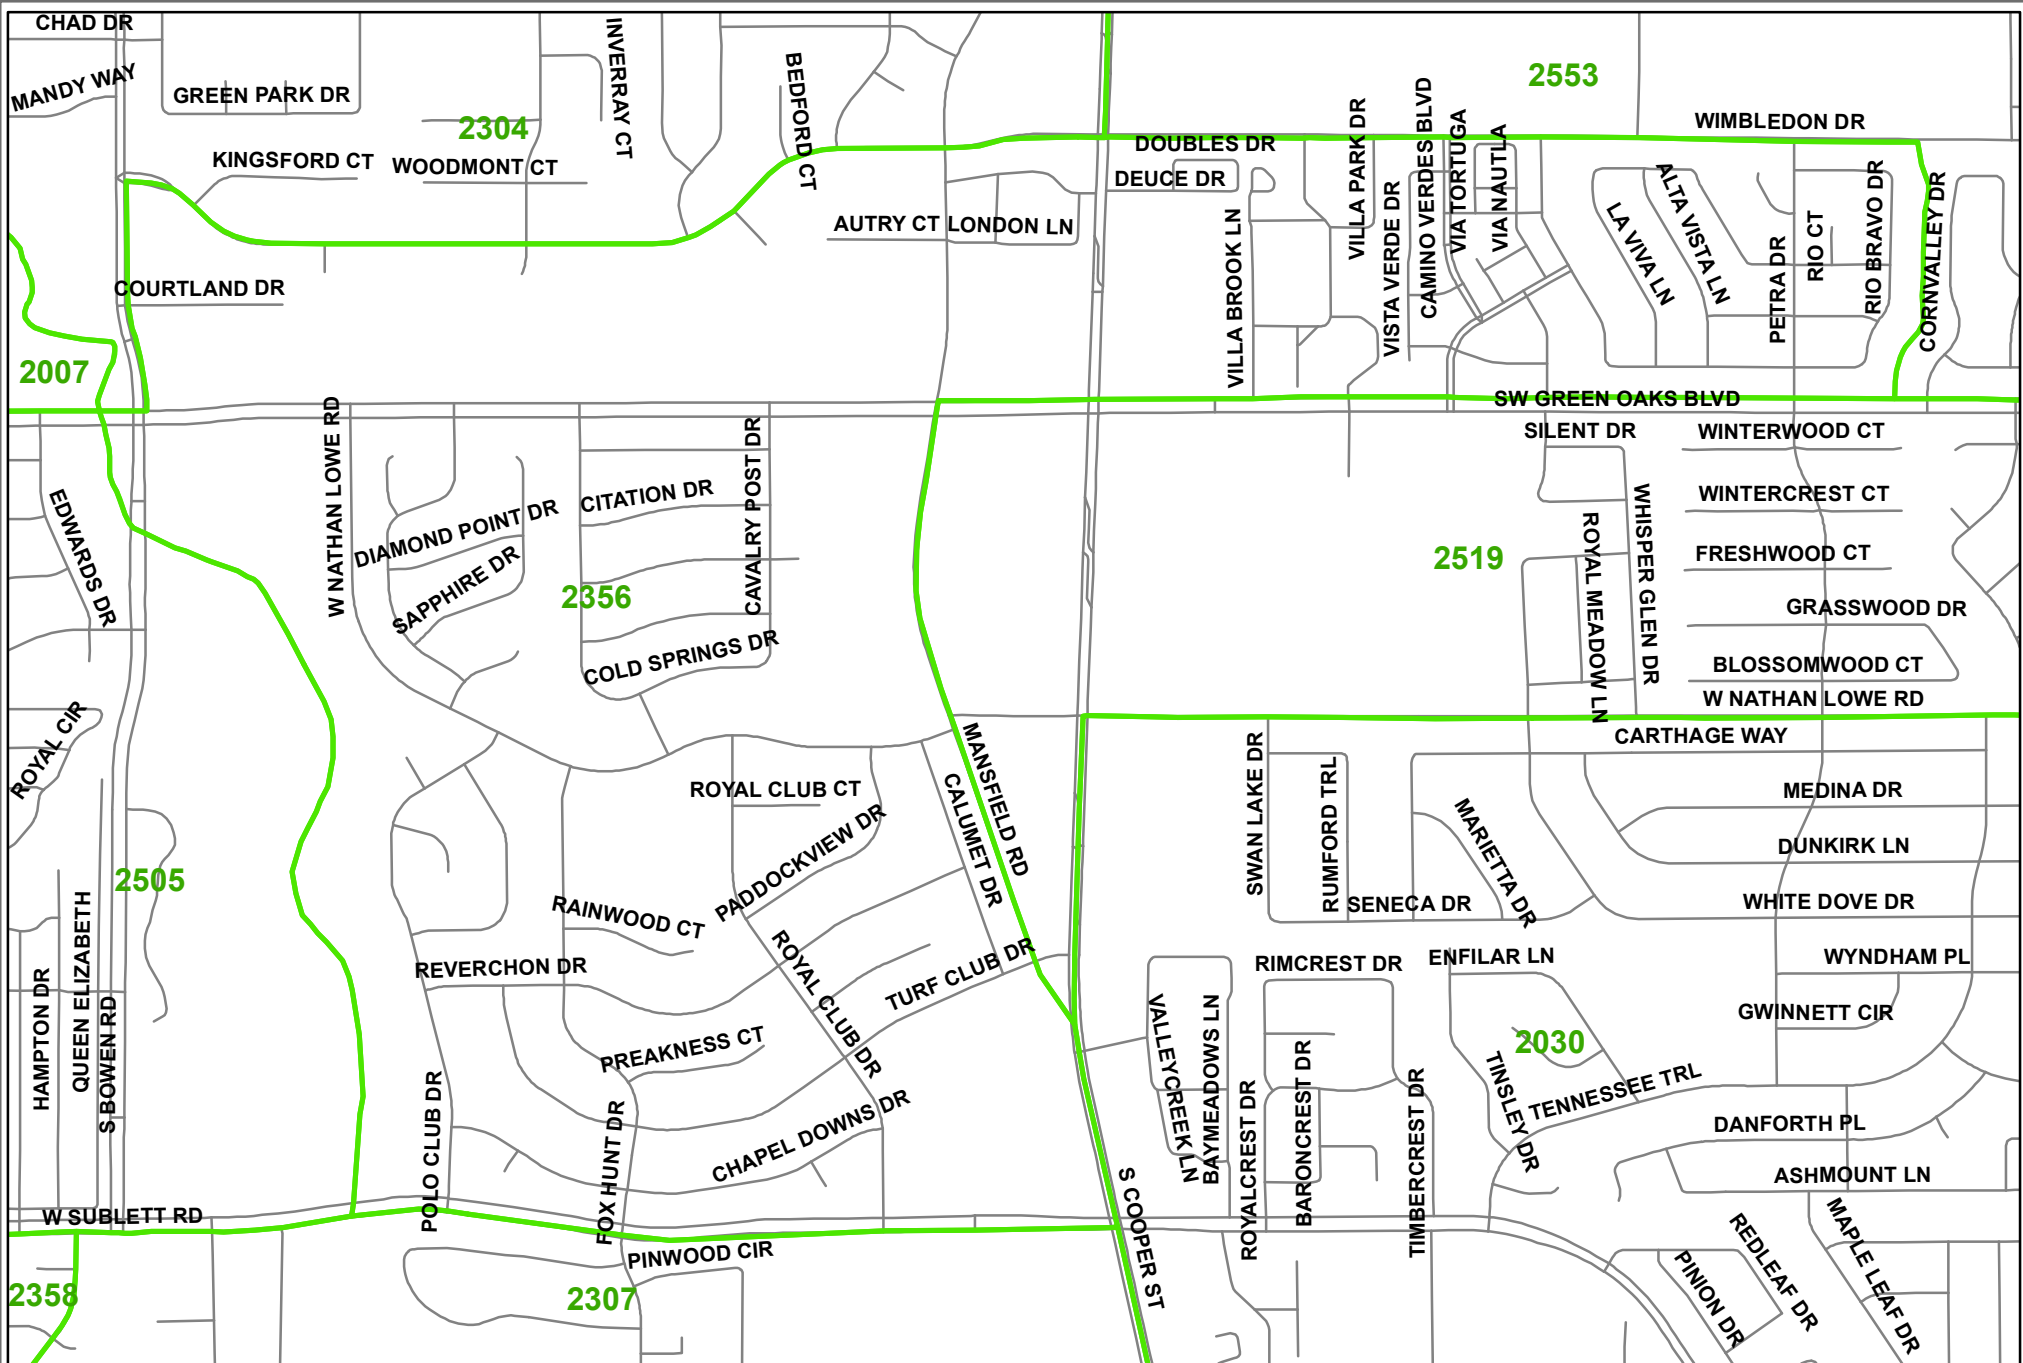 CHAD DR
MANDY WAY
GREEN PARK DR
2304
INVERRAY CT
BEDFORD CT
KINGSFORD CT
WOODMONT CT
AUTRY CT
LONDON LN
COURTLAND DR
2007
2553
WIMBLEDON DR
DOUBLES DR
DEUCE DR
VILLA BROOK LN
VILLA PARK DR
VISTA VERDE DR
CAMINO VERDES BLVD
VIA TORTUGA
VIA NAUTLA
LA VIVA LN
ALTA VISTA LN
PETRA DR
RIO CT
RIO BRAVO DR
CORNVALLEY DR
SW GREEN OAKS BLVD
W NATHAN LOWE RD
EDWARDS DR
DIAMOND POINT DR
SAPPHIRE DR
CITATION DR
CAVALRY POST DR
2356
COLD SPRINGS DR
SILENT DR
WINTERWOOD CT
WINTERCREST CT
FRESHWOOD CT
GRASSWOOD DR
BLOSSOMWOOD CT
W NATHAN LOWE RD
2519
ROYAL MEADOW LN
WHISPER GLEN DR
ROYAL CIR
2505
HAMPTON DR
QUEEN ELIZABETH
S BOWEN RD
MANSFIELD RD
CALUMET DR
ROYAL CLUB CT
PADDOCKVIEW DR
RAINWOOD CT
REVERCHON DR
ROYAL CLUB DR
TURF CLUB DR
PREAKNESS CT
CHAPEL DOWNS DR
POLO CLUB DR
FOX HUNT DR
CARTHAGE WAY
SWAN LAKE DR
RUMFORD TRL
MARIETTA DR
MEDINA DR
DUNKIRK LN
SENECA DR
WHITE DOVE DR
RIMCREST DR
ENFILAR LN
WYNDHAM PL
GWINNETT CIR
VALLEYCREEK LN
BAYMEADOWS LN
ROYALCREST DR
BARONCREST DR
TIMBERCREST DR
2030
TINSLEY DR
TENNESSEE TRL
DANFORTH PL
ASHMOUNT LN
W SUBLETT RD
PINWOOD CIR
S COOPER ST
2358
2307
PINION DR
REDLEAF DR
MAPLE LEAF DR